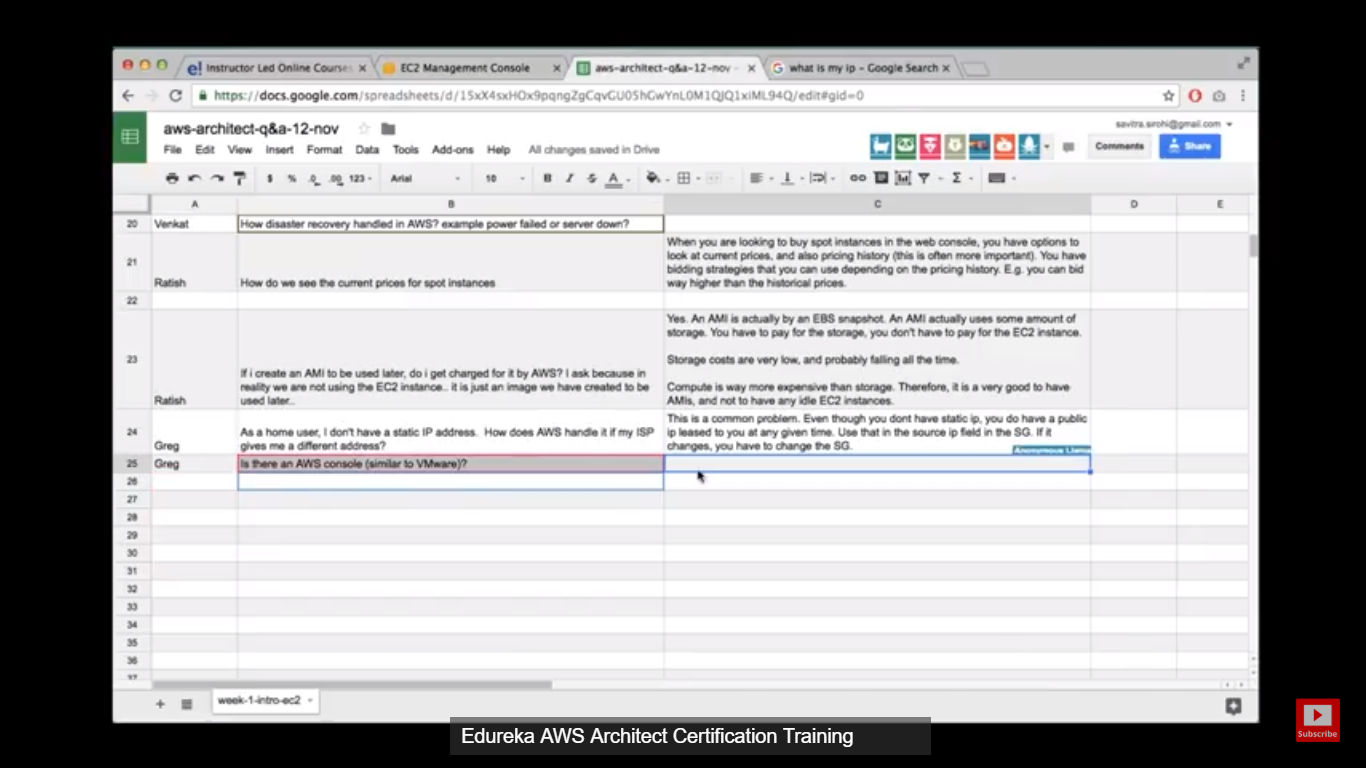 e! Instructor Led Online Courses
EC2 Management Console
aws-architect-q&a-12-nov -
what is my ip - Google Search
aws-architect-q&a-12-nov
savitra.sirohi@gmail.com
File Edit View Insert Format Data Tools Add-ons Help All changes saved in Drive
Comments
Share
$ % .0 .00 123 Arial 10 B I S A
A B C D E
20 Venkat How disaster recovery handled in AWS? example power failed or server down?
When you are looking to buy spot instances in the web console, you have options to
look at current prices, and also pricing history (this is often more important). You have
bidding strategies that you can use depending on the pricing history. E.g. you can bid
way higher than the historical prices.
21 Ratish How do we see the current prices for spot instances
22
Yes. An AMI is actually by an EBS snapshot. An AMI actually uses some amount of
storage. You have to pay for the storage, you don't have to pay for the EC2 instance.
Storage costs are very low, and probably falling all the time.
Compute is way more expensive than storage. Therefore, it is a very good to have
AMIs, and not to have any idle EC2 instances.
23
If i create an AMI to be used later, do i get charged for it by AWS? I ask because in
reality we are not using the EC2 instance.. it is just an image we have created to be
Ratish used later..
This is a common problem. Even though you dont have static ip, you do have a public
ip leased to you at any given time. Use that in the source ip field in the SG. If it
changes, you have to change the SG.
24
As a home user, I don't have a static IP address. How does AWS handle it if my ISP
Greg gives me a different address?
25 Greg Is there an AWS console (similar to VMware)?
26
27
28
29
30
31
32
33
34
35
36
37
week-1-intro-ec2
Edureka AWS Architect Certification Training
Subscribe